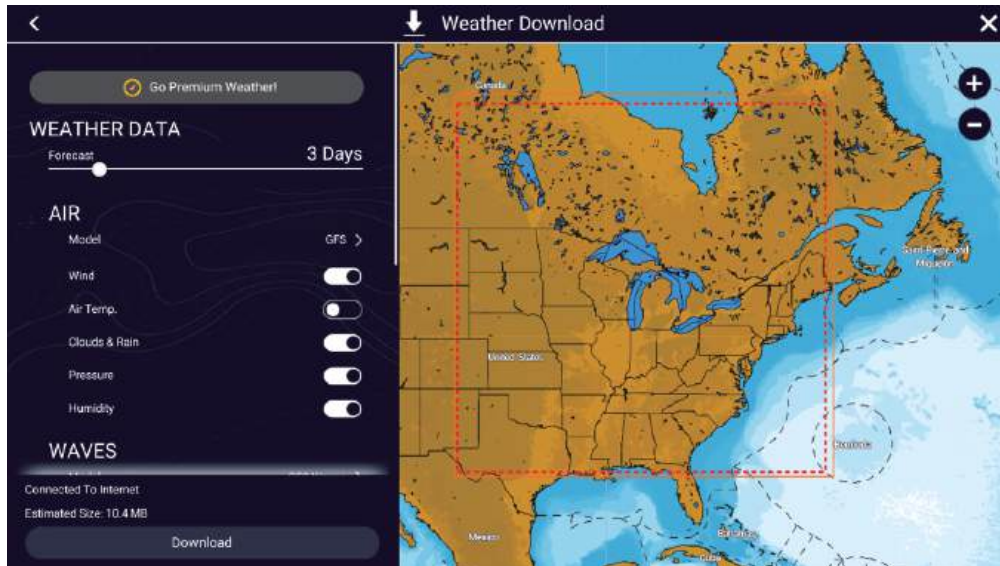 Weather Download
Go Premium Weather!
WEATHER DATA
Forecast
3 Days
AIR
Model
GFS
Wind
Air Temp.
Clouds & Rain
Pressure
Humidity
WAVES
Connected To Internet
Estimated Size: 10.4 MB
Download
Canada
United States
Mexico
Saint Pierre and
Miquelon
Bermuda
Bahamas
Cuba